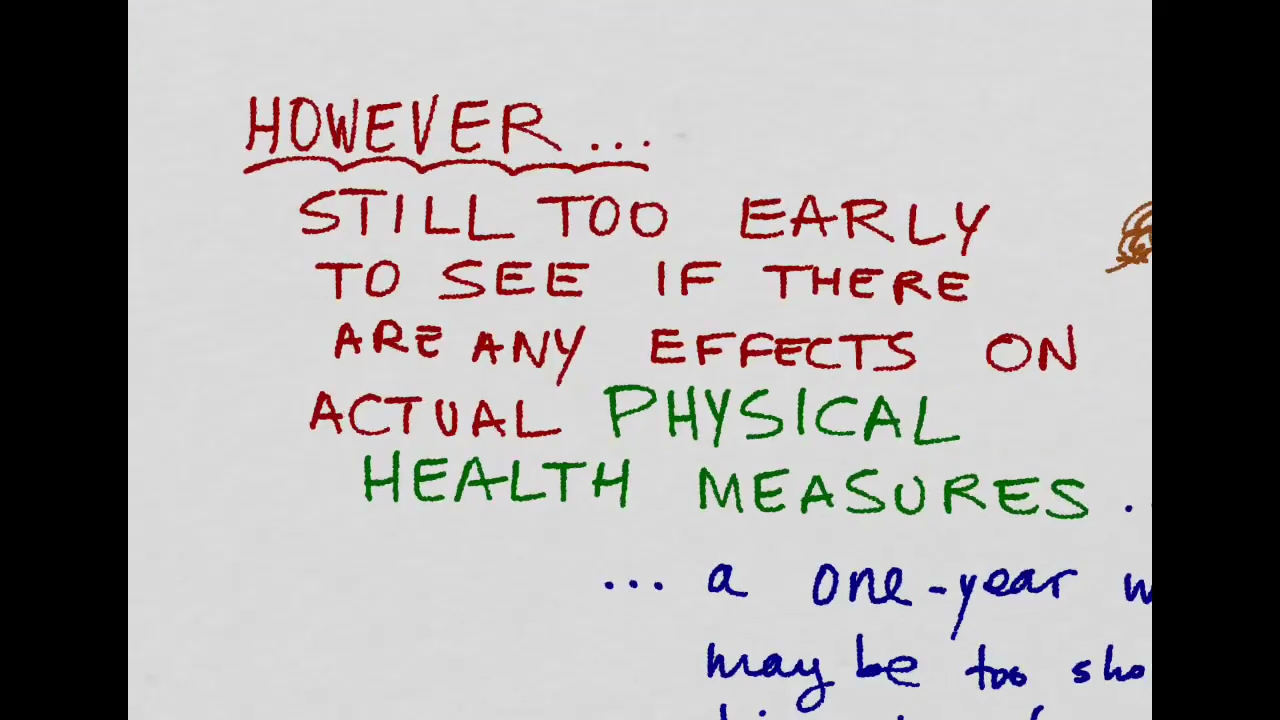 HOWEVER...
STILL TOO EARLY
TO SEE IF THERE
ARE ANY EFFECTS ON
ACTUAL PHYSICAL
HEALTH MEASURES ..
... a one-year
may be too